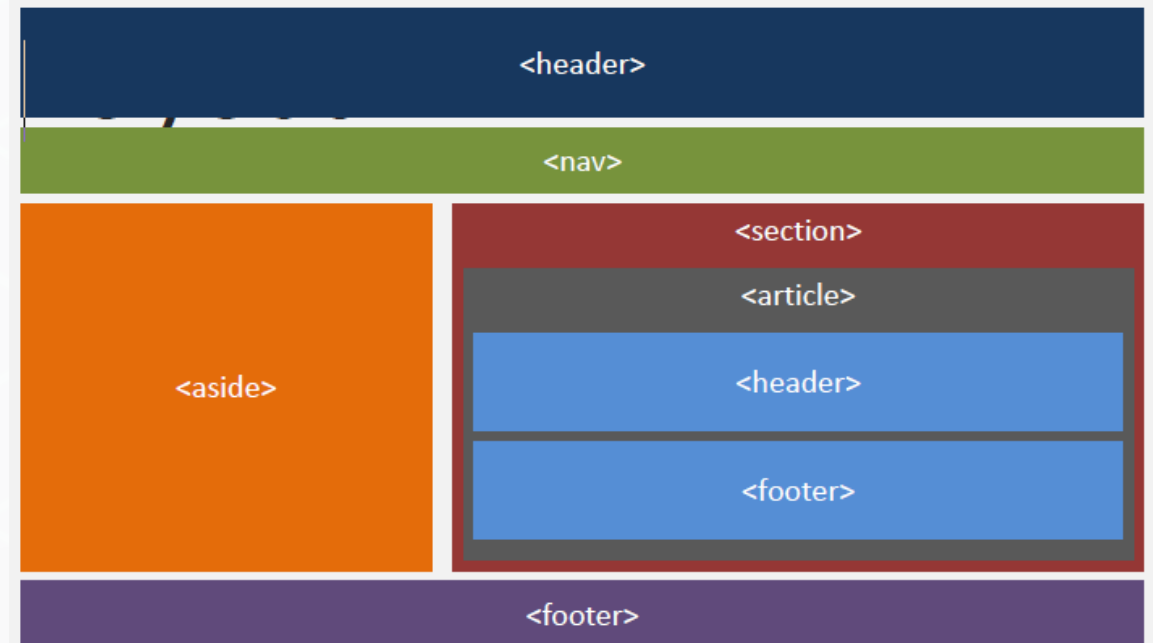 <header>
<nav>
<aside>
<section>
<article>
<header>
<footer>
<footer>